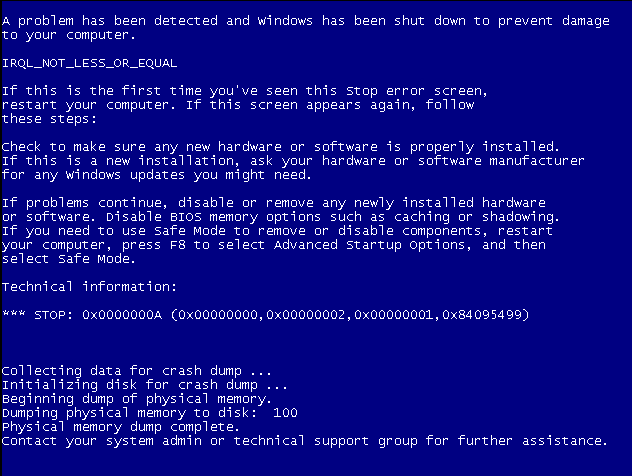 A problem has been detected and Windows has been shut down to prevent damage
to your computer.
IRQL_NOT_LESS_OR_EQUAL
If this is the first time you've seen this Stop error screen,
restart your computer. If this screen appears again, follow
these steps:
Check to make sure any new hardware or software is properly installed.
If this is a new installation, ask your hardware or software manufacturer
for any Windows updates you might need.
If problems continue, disable or remove any newly installed hardware
or software. Disable BIOS memory options such as caching or shadowing.
If you need to use Safe Mode to remove or disable components, restart
your computer, press F8 to select Advanced Startup Options, and then
select Safe Mode.
Technical information:
*** STOP: 0x0000000A (0x00000000,0x00000002,0x00000001,0x84095499)
Collecting data for crash dump ...
Initializing disk for crash dump ...
Beginning dump of physical memory.
Dumping physical memory to disk:  100
Physical memory dump complete.
Contact your system admin or technical support group for further assistance.